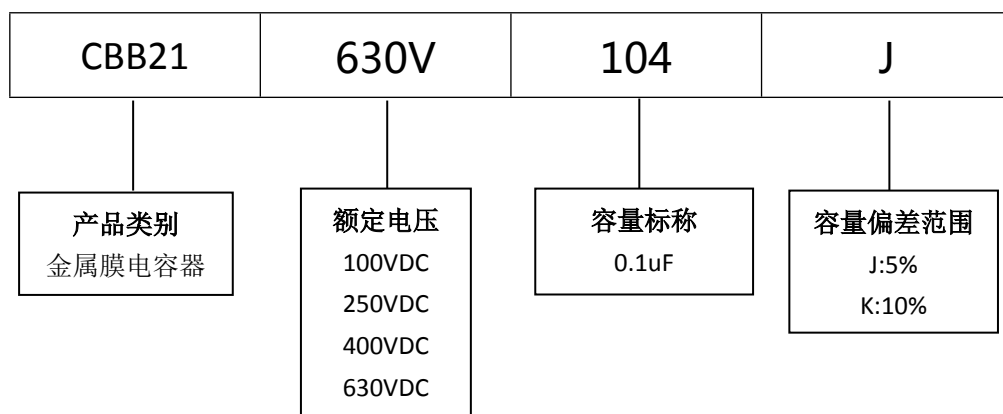 CBB21 630V 104 J
产品类别
金属膜电容器
额定电压
100VDC
250VDC
400VDC
630VDC
容量标称
0.1uF
容量偏差范围
J:5%
K:10%